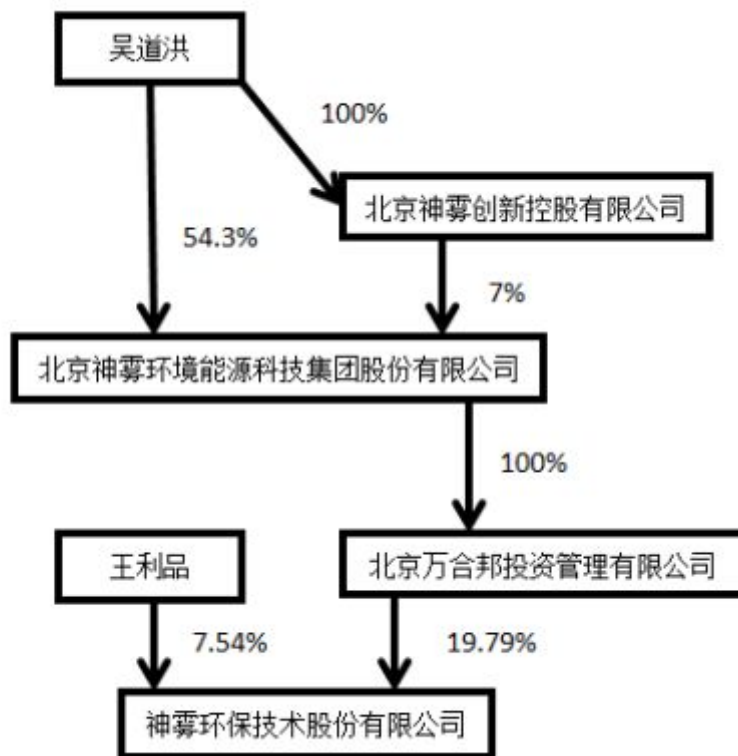 吴道洪
100%
北京神雾创新控股有限公司
54.3%
7%
北京神雾环境能源科技集团股份有限公司
100%
王利品
北京万合邦投资管理有限公司
7.54%
19.79%
神雾环保技术股份有限公司